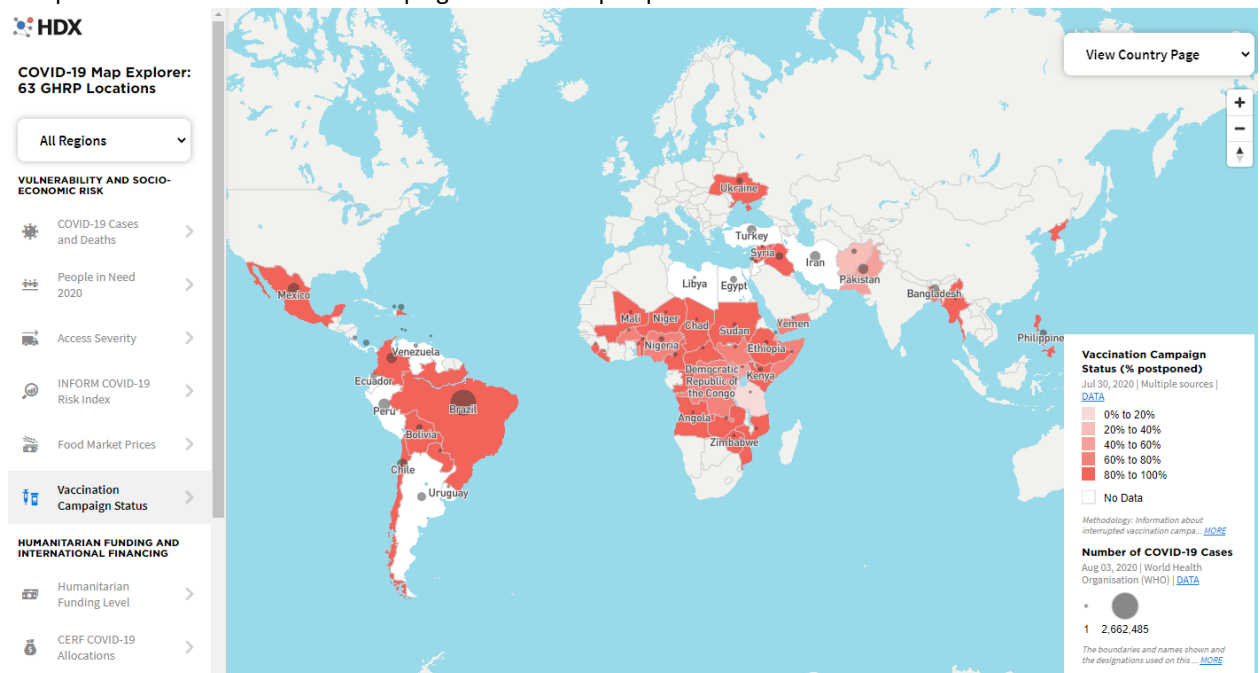 HDX
COVID-19 Map Explorer:
63 GHRP Locations
All Regions
VULNERABILITY AND SOCIO-
ECONOMIC RISK
COVID-19 Cases
and Deaths
People in Need
2020
Access Severity
INFORM COVID-19
Risk Index
Food Market Prices
Vaccination
Campaign Status
HUMANITARIAN FUNDING AND
INTERNATIONAL FINANCING
Humanitarian
Funding Level
CERF COVID-19
Allocations
View Country Page
+
−
Ukraine
Turkey
Syria
Iran
Libya
Egypt
Pakistan
Bangladesh
Mexico
Mali
Niger
Chad
Sudan
Yemen
Philippine
Nigeria
Ethiopia
Venezuela
Democratic
Republic of
the Congo
Kenya
Ecuador
Peru
Brazil
Angola
Bolivia
Zimbabwe
Chile
Uruguay
Vaccination Campaign
Status (% postponed)
Jul 30, 2020 | Multiple sources |
DATA
0% to 20%
20% to 40%
40% to 60%
60% to 80%
80% to 100%
No Data
Methodology: Information about
interrupted vaccination campa... MORE
Number of COVID-19 Cases
Aug 03, 2020 | World Health
Organisation (WHO) | DATA
1 2,662,485
The boundaries and names shown and
the designations used on this ... MORE